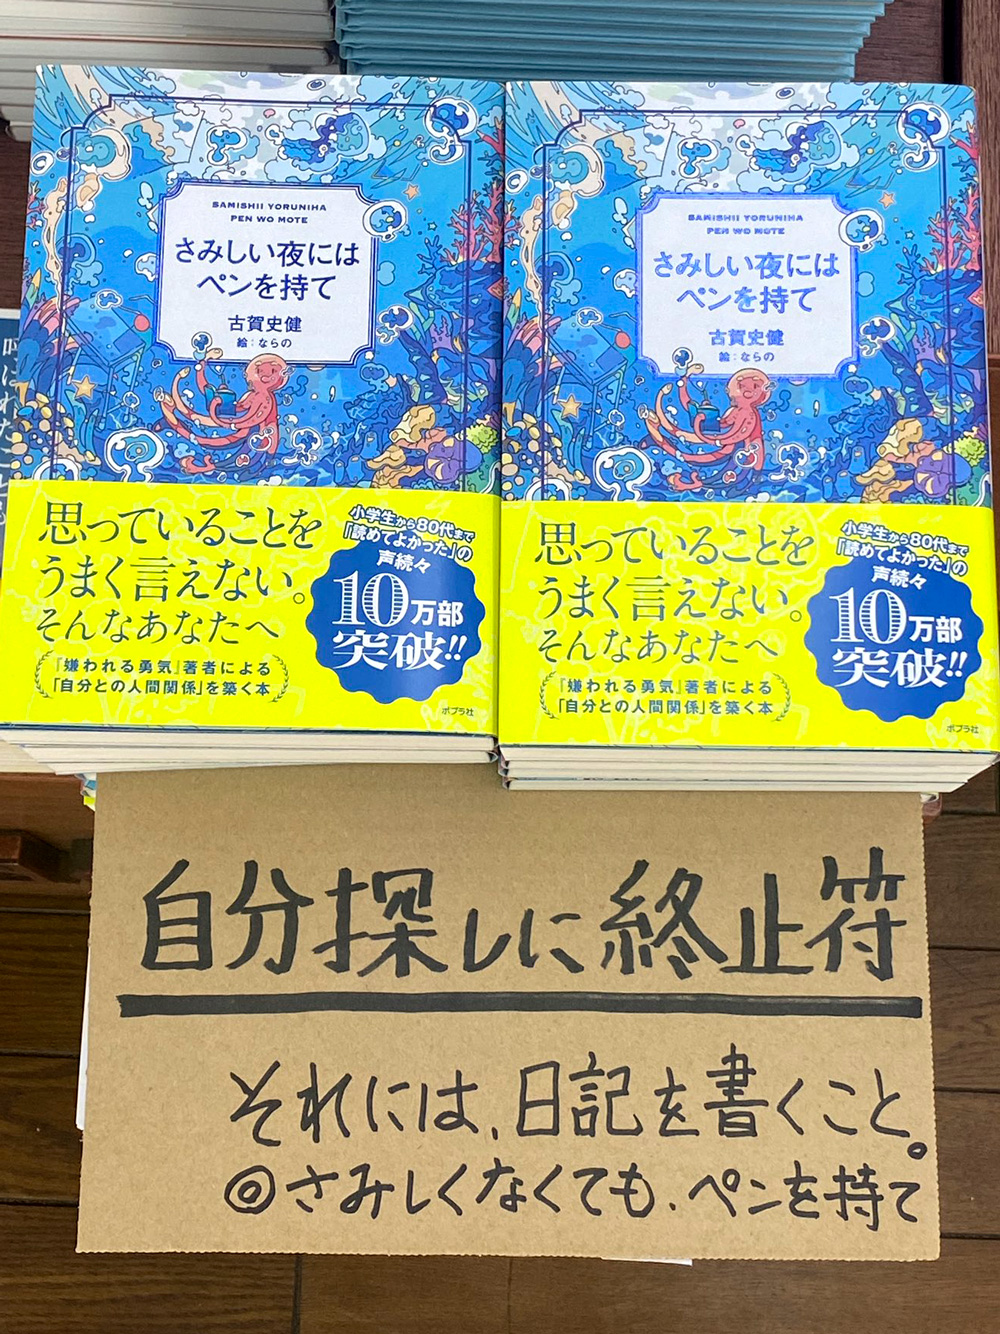 SAMISHII YORUNIHA
PEN WO MOTE
さみしい夜には
ペンを持て
古賀史健
絵:ならの
思っていることを
うまく言えない。
そんなあなたへ
『嫌われる勇気』著者による
「自分との人間関係」を築く本
小学生から80代まで
「読めてよかった」の
声続々
10万部
突破!!
ポプラ社
SAMISHII YORUNIHA
PEN WO MOTE
さみしい夜には
ペンを持て
古賀史健
絵:ならの
思っていることを
うまく言えない。
そんなあなたへ
『嫌われる勇気』著者による
「自分との人間関係」を築く本
小学生から80代まで
「読めてよかった」の
声続々
10万部
突破!!
ポプラ社
自分探しに終止符
それには、日記を書くこと。
◎さみしくなくても、ペンを持て